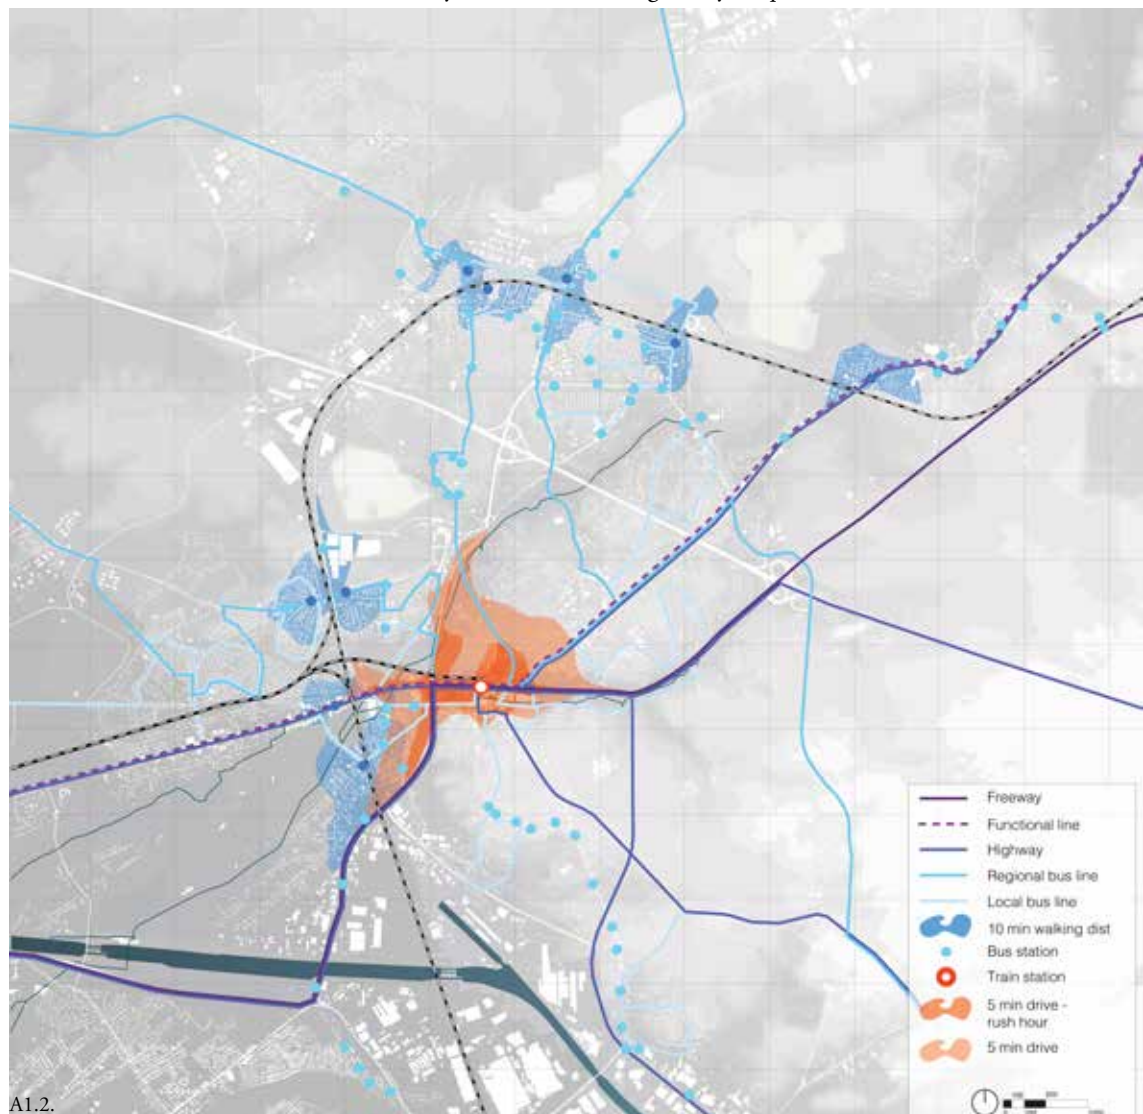 Freeway
Functional line
Highway
Regional bus line
Local bus line
10 min walking dist
Bus station
Train station
5 min drive -
rush hour
5 min drive
A1.2.